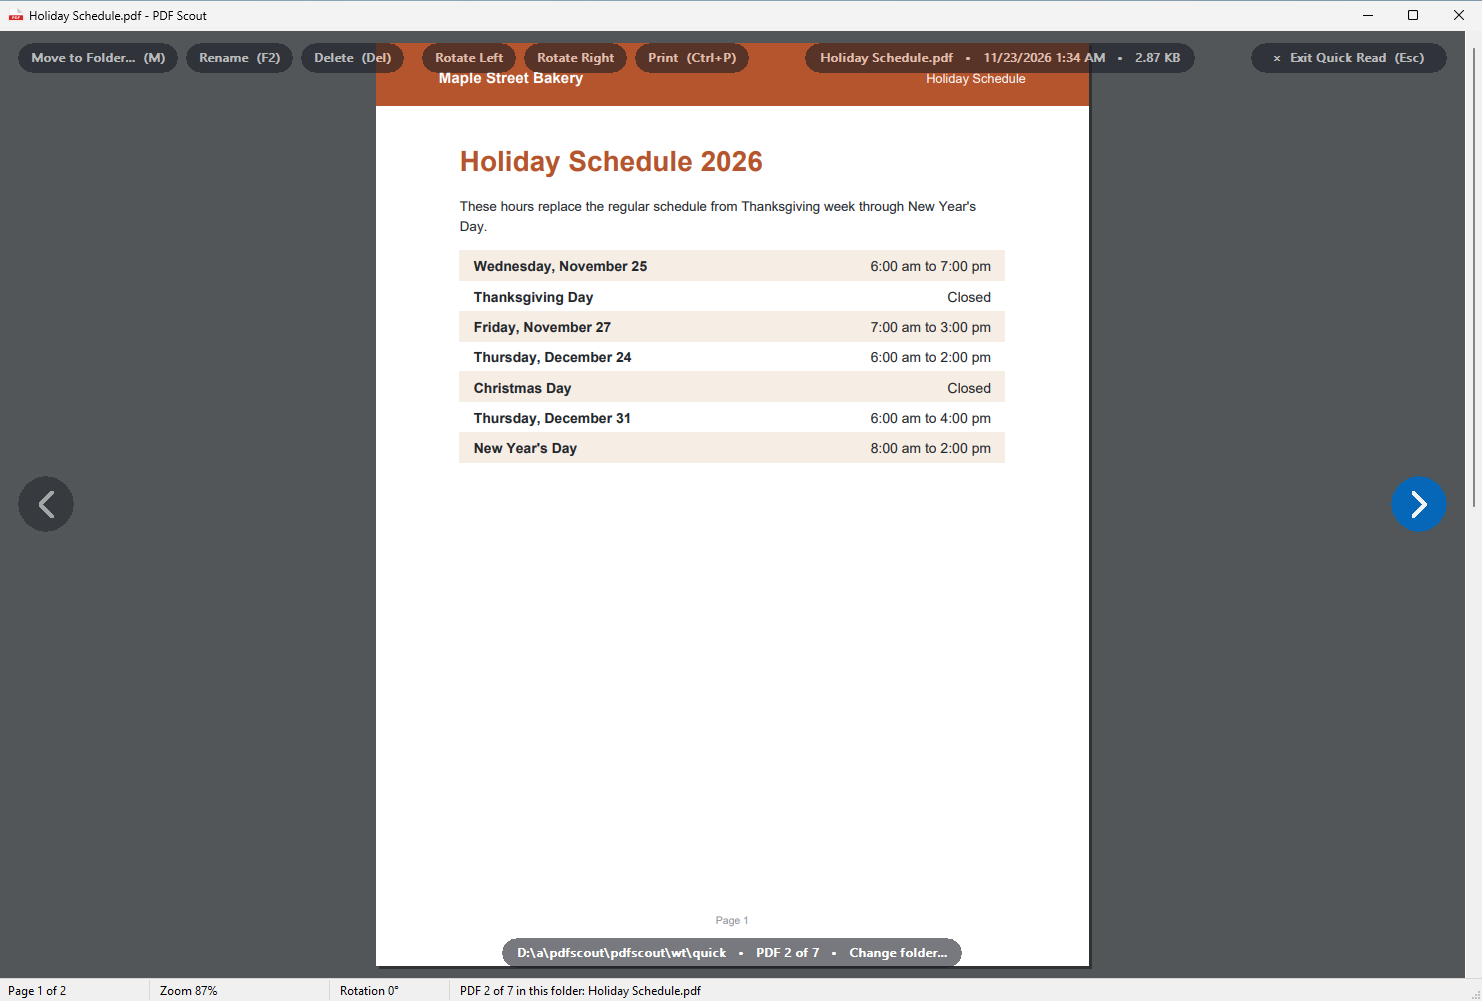 Holiday Schedule.pdf - PDF Scout
Move to Folder... (M) Rename (F2) Delete (Del) Rotate Left Rotate Right Print (Ctrl+P) Holiday Schedule.pdf • 11/23/2026 1:34 AM • 2.87 KB × Exit Quick Read (Esc)
Maple Street Bakery Holiday Schedule
Holiday Schedule 2026
These hours replace the regular schedule from Thanksgiving week through New Year's
Day.
Wednesday, November 25 6:00 am to 7:00 pm
Thanksgiving Day Closed
Friday, November 27 7:00 am to 3:00 pm
Thursday, December 24 6:00 am to 2:00 pm
Christmas Day Closed
Thursday, December 31 6:00 am to 4:00 pm
New Year's Day 8:00 am to 2:00 pm
Page 1
D:\a\pdfscout\pdfscout\wt\quick • PDF 2 of 7 • Change folder...
Page 1 of 2 Zoom 87% Rotation 0° PDF 2 of 7 in this folder: Holiday Schedule.pdf